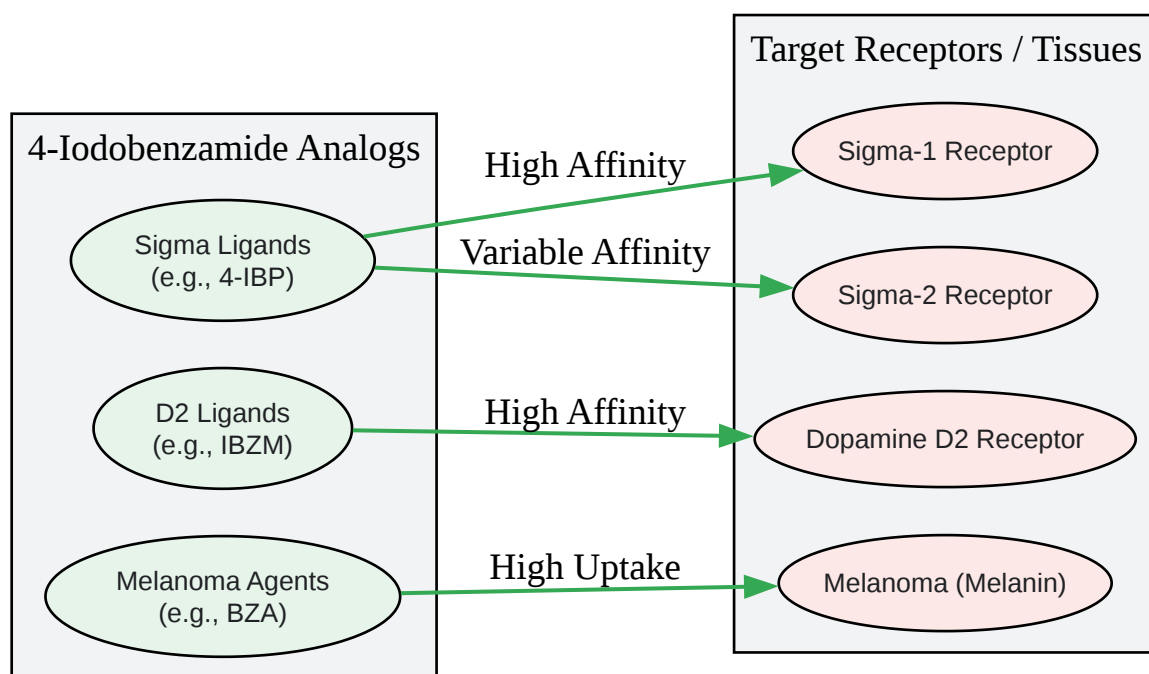 4-Iodobenzamide Analogs
Sigma Ligands
(e.g., 4-IBP)
D2 Ligands
(e.g., IBZM)
Melanoma Agents
(e.g., BZA)
High Affinity
Variable Affinity
High Affinity
High Uptake
Target Receptors / Tissues
Sigma-1 Receptor
Sigma-2 Receptor
Dopamine D2 Receptor
Melanoma (Melanin)